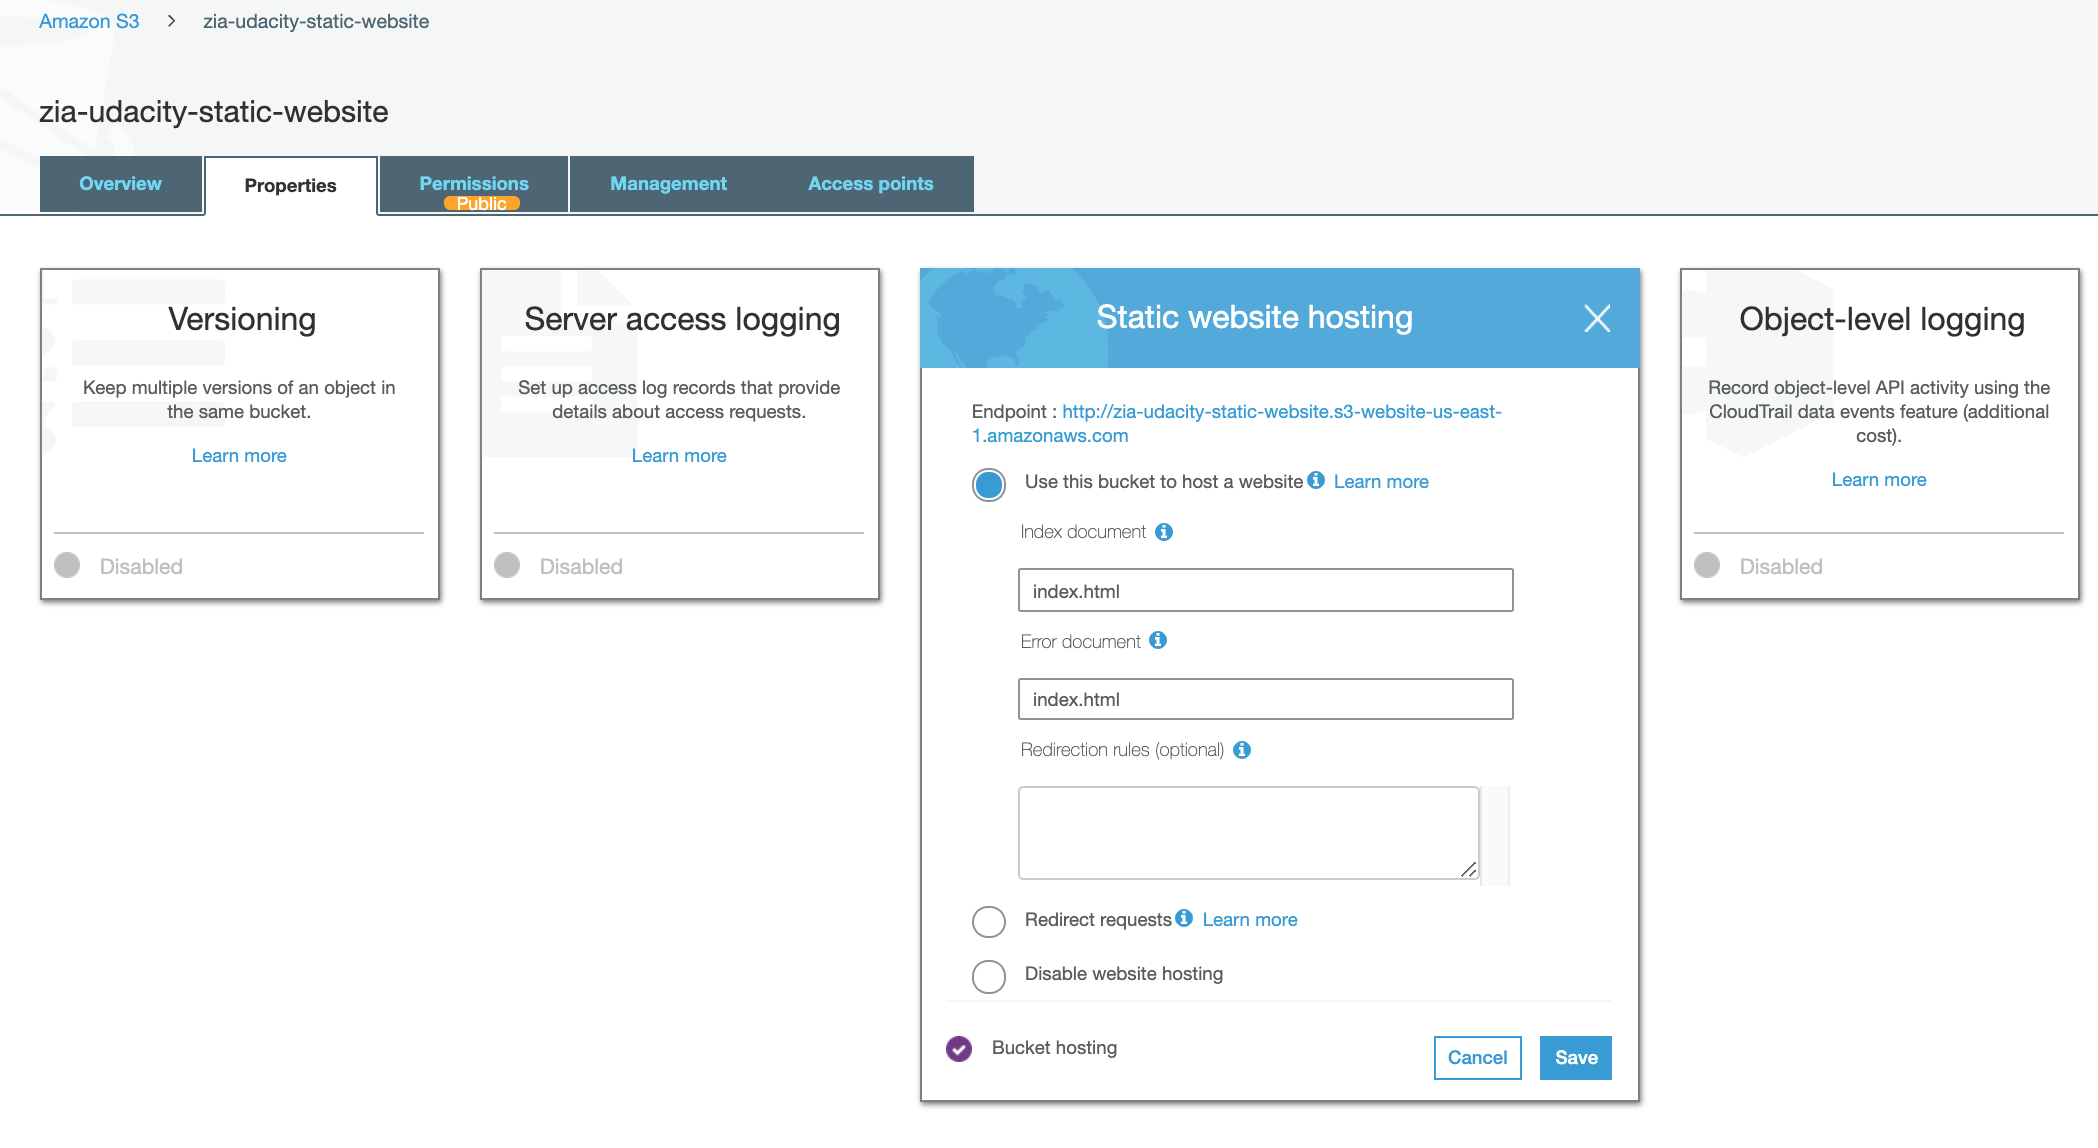 Amazon S3 > zia-udacity-static-website
zia-udacity-static-website
Overview
Properties
Permissions
Public
Management
Access points
Versioning
Keep multiple versions of an object in
the same bucket.
Learn more
Disabled
Server access logging
Set up access log records that provide
details about access requests.
Learn more
Disabled
Static website hosting
Endpoint : http://zia-udacity-static-website.s3-website-us-east-
1.amazonaws.com
Use this bucket to host a website Learn more
Index document
index.html
Error document
index.html
Redirection rules (optional)
Redirect requests Learn more
Disable website hosting
Bucket hosting
Cancel
Save
Object-level logging
Record object-level API activity using the
CloudTrail data events feature (additional
cost).
Learn more
Disabled